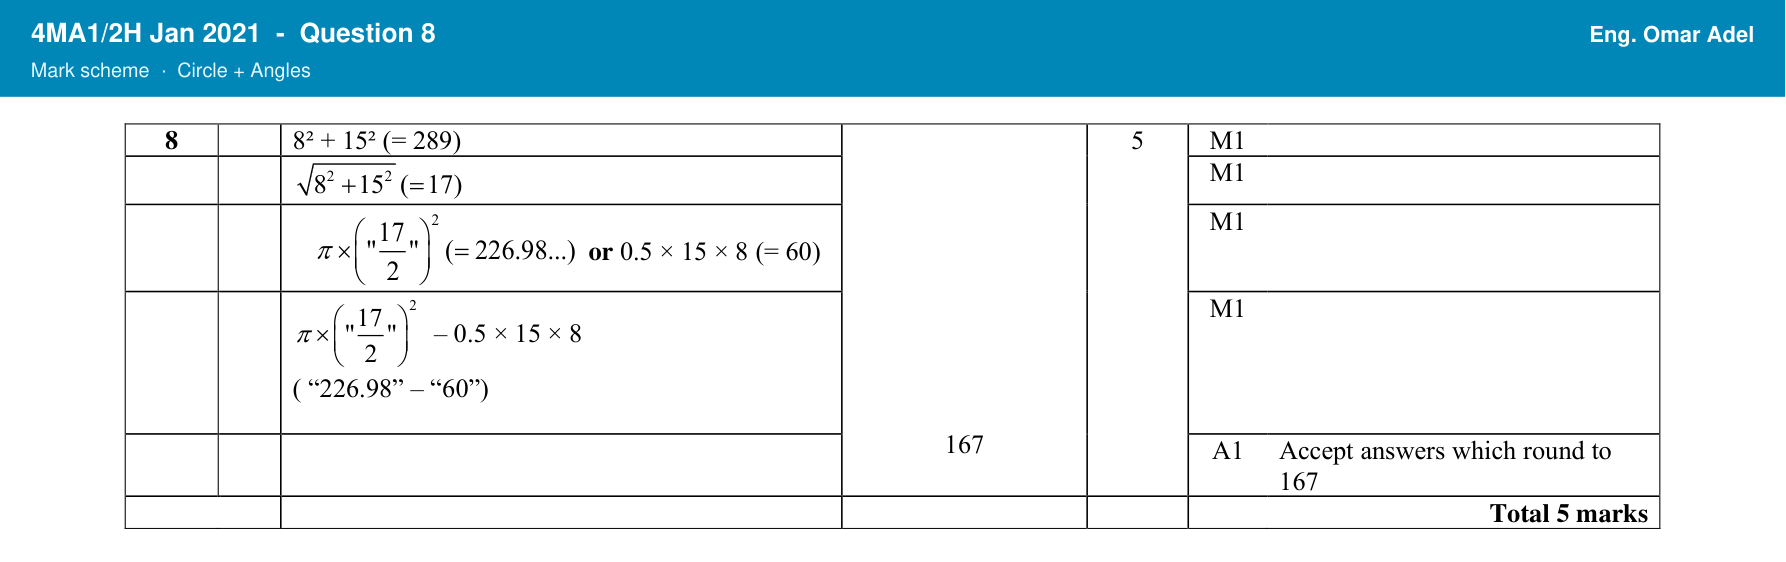 4MA1/2H Jan 2021 - Question 8
Eng. Omar Adel
Mark scheme · Circle + Angles
8 8² + 15² (= 289) 5 M1
√(8² + 15²) (= 17) M1
π × ("17/2")² (= 226.98...) or 0.5 × 15 × 8 (= 60) M1
π × ("17/2")² – 0.5 × 15 × 8 M1
( “226.98” – “60”)
167 A1 Accept answers which round to
167
Total 5 marks